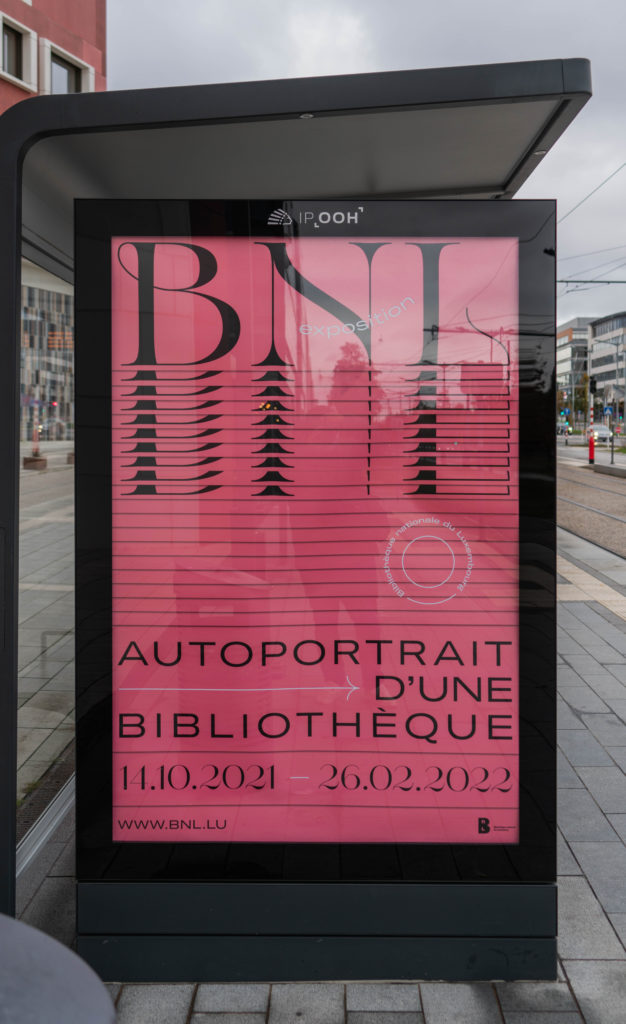 IP OOH
BNL
exposition
Bibliothèque nationale du Luxembourg
AUTOPORTRAIT
D'UNE
BIBLIOTHÈQUE
14.10.2021 — 26.02.2022
WWW.BNL.LU